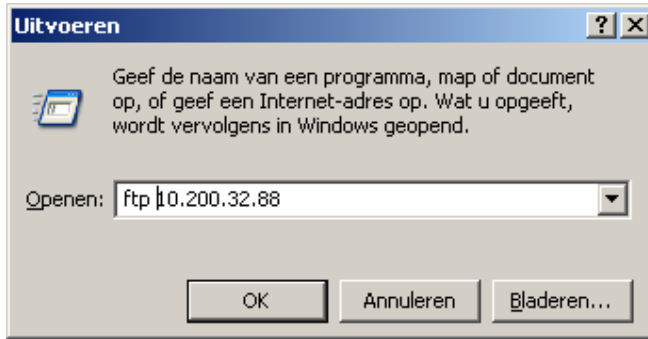 Uitvoeren
Geef de naam van een programma, map of document
op, of geef een Internet-adres op. Wat u opgeeft,
wordt vervolgens in Windows geopend.
Openen: ftp 10.200.32.88
OK Annuleren Bladeren...